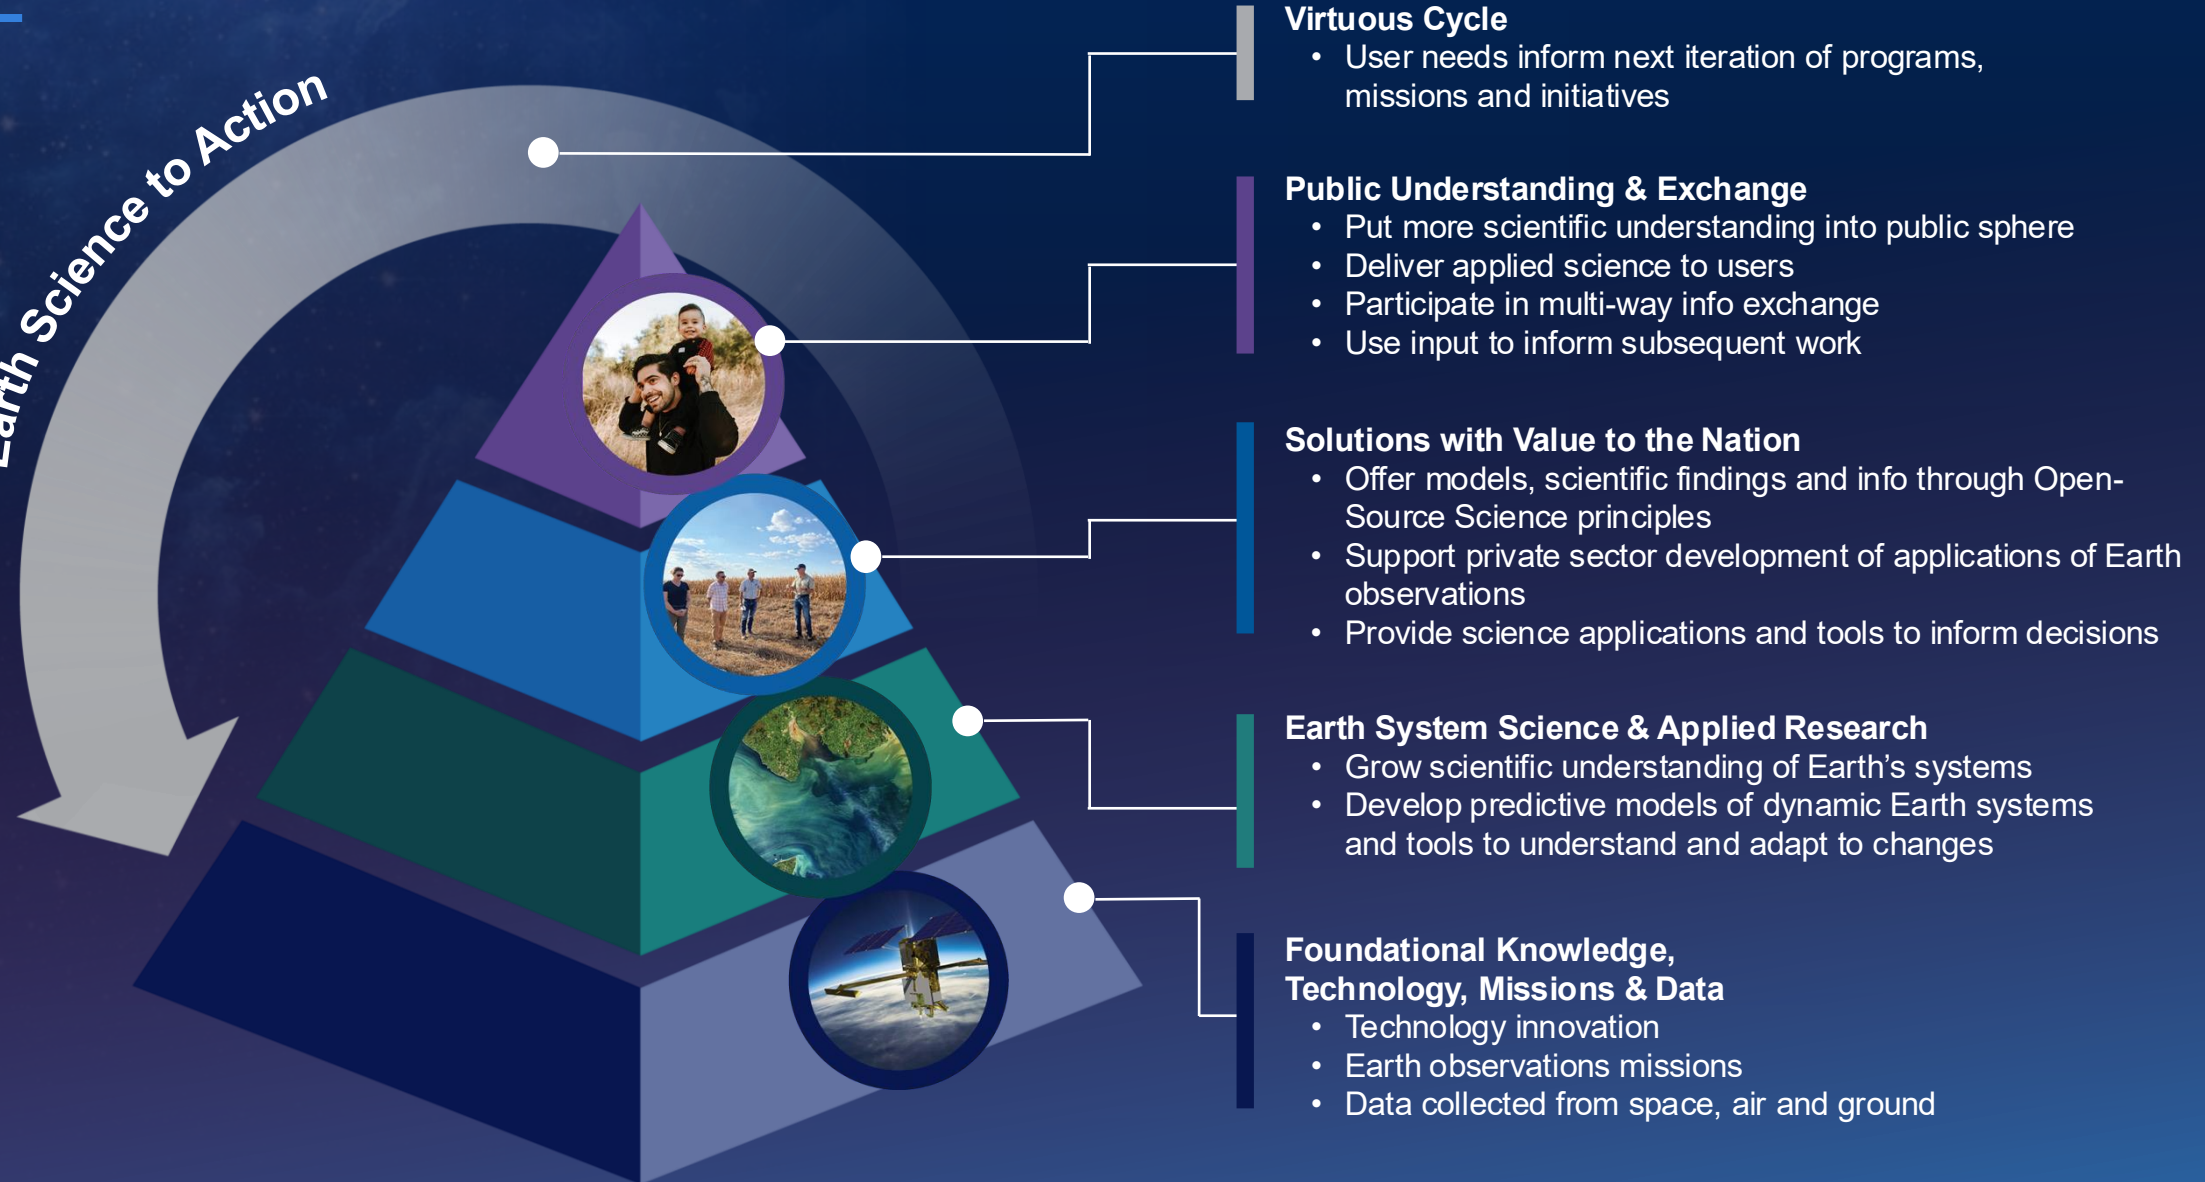 Earth Science to Action
Virtuous Cycle
• User needs inform next iteration of programs,
missions and initiatives
Public Understanding & Exchange
• Put more scientific understanding into public sphere
• Deliver applied science to users
• Participate in multi-way info exchange
• Use input to inform subsequent work
Solutions with Value to the Nation
• Offer models, scientific findings and info through Open-
Source Science principles
• Support private sector development of applications of Earth
observations
• Provide science applications and tools to inform decisions
Earth System Science & Applied Research
• Grow scientific understanding of Earth’s systems
• Develop predictive models of dynamic Earth systems
and tools to understand and adapt to changes
Foundational Knowledge,
Technology, Missions & Data
• Technology innovation
• Earth observations missions
• Data collected from space, air and ground